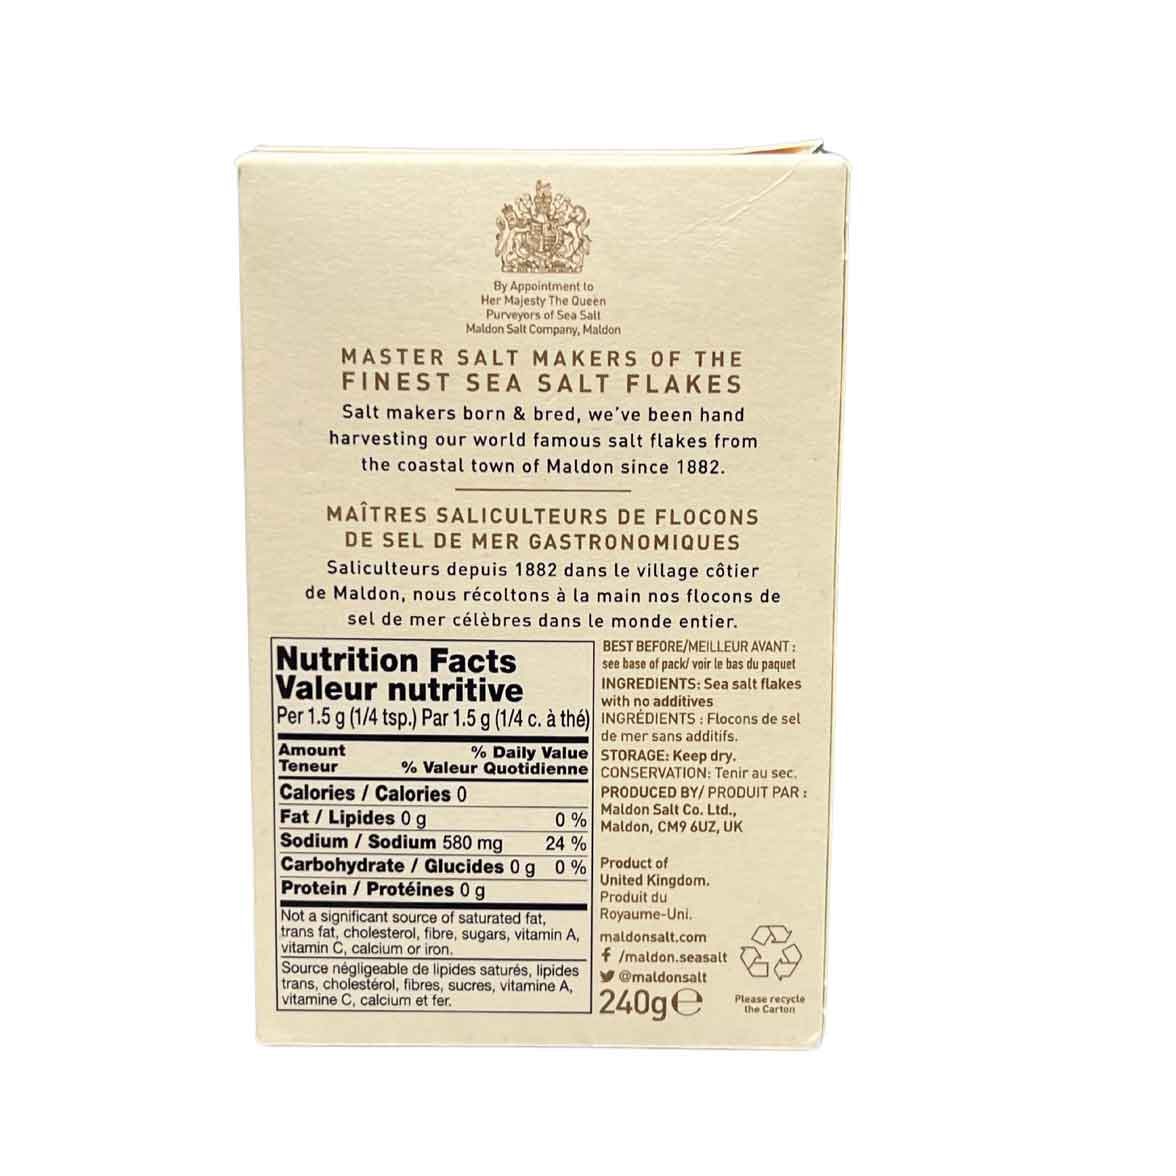 By Appointment to
Her Majesty The Queen
Purveyors of Sea Salt
Maldon Salt Company, Maldon
MASTER SALT MAKERS OF THE
FINEST SEA SALT FLAKES
Salt makers born & bred, we've been hand
harvesting our world famous salt flakes from
the coastal town of Maldon since 1882.
MAÎTRES SALICULTEURS DE FLOCONS
DE SEL DE MER GASTRONOMIQUES
Saliculteurs depuis 1882 dans le village côtier
de Maldon, nous récoltons à la main nos flocons de
sel de mer célèbres dans le monde entier.
Nutrition Facts
Valeur nutritive
Per 1.5 g (1/4 tsp.) Par 1.5 g (1/4 c. à thé)
Amount % Daily Value
Teneur % Valeur Quotidienne
Calories / Calories 0
Fat / Lipides 0 g 0 %
Sodium / Sodium 580 mg 24 %
Carbohydrate / Glucides 0 g 0 %
Protein / Protéines 0 g
Not a significant source of saturated fat,
trans fat, cholesterol, fibre, sugars, vitamin A,
vitamin C, calcium or iron.
Source négligeable de lipides saturés, lipides
trans, cholestérol, fibres, sucres, vitamine A,
vitamine C, calcium et fer.
BEST BEFORE/MEILLEUR AVANT :
see base of pack/ voir le bas du paquet
INGREDIENTS: Sea salt flakes
with no additives
INGRÉDIENTS : Flocons de sel
de mer sans additifs.
STORAGE: Keep dry.
CONSERVATION: Tenir au sec.
PRODUCED BY/ PRODUIT PAR :
Maldon Salt Co. Ltd.,
Maldon, CM9 6UZ, UK
Product of
United Kingdom.
Produit du
Royaume-Uni.
maldonsalt.com
/maldon.seasalt
@maldonsalt
240g℮
Please recycle
the Carton